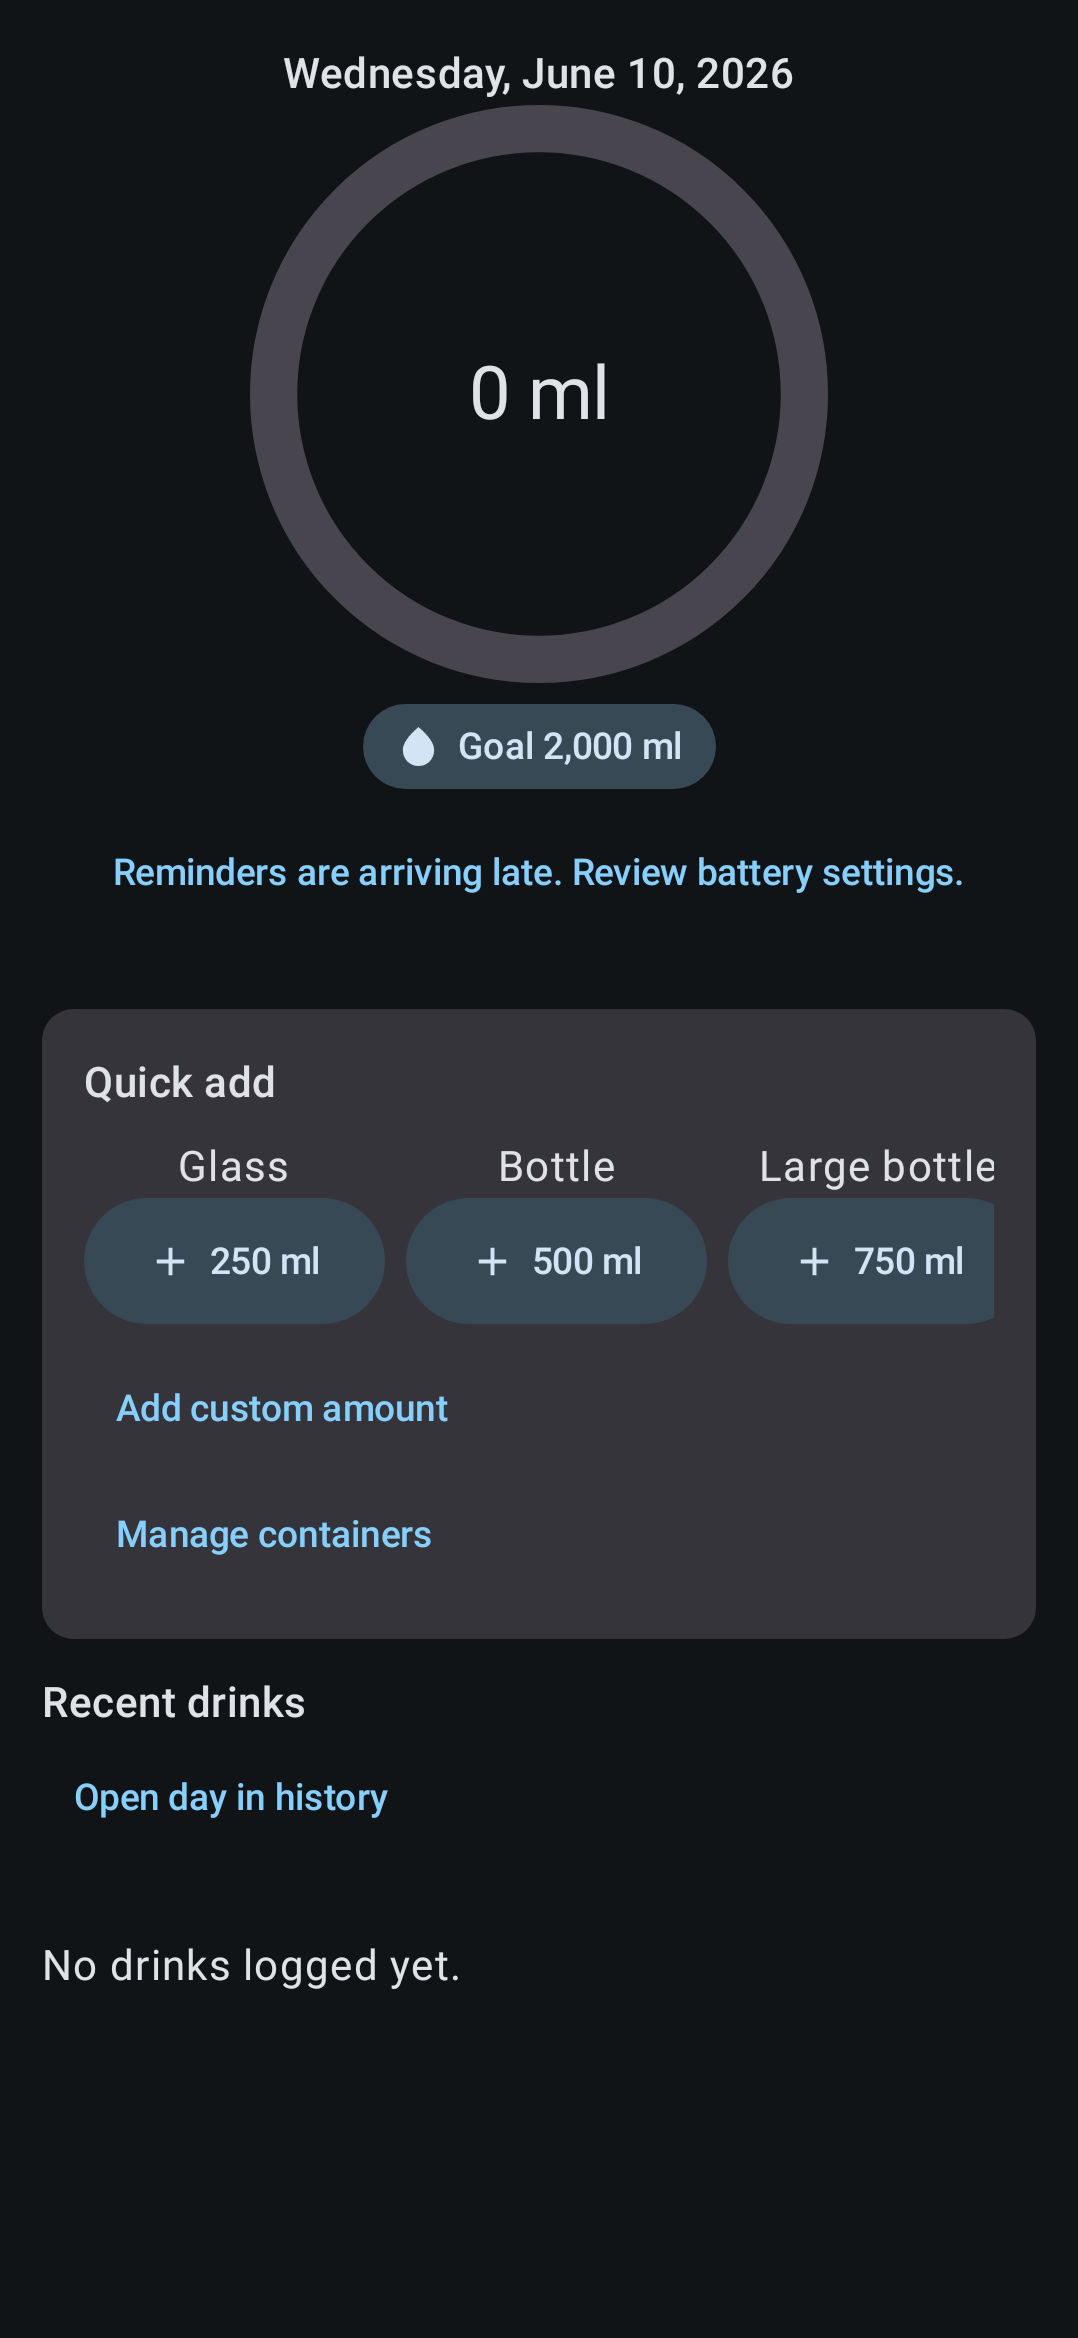 Wednesday, June 10, 2026
0 ml
Goal 2,000 ml
Reminders are arriving late. Review battery settings.
Quick add
Glass Bottle Large bottle
+ 250 ml + 500 ml + 750 ml
Add custom amount
Manage containers
Recent drinks
Open day in history
No drinks logged yet.